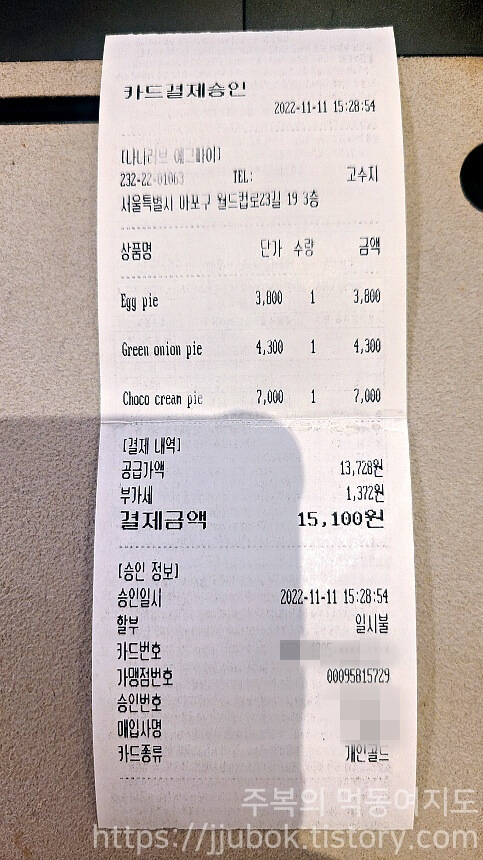 카드결제승인
2022-11-11 15:28:54
[나나러브 에그파이]
232-22-01063 TEL: 고수지
서울특별시 마포구 월드컵로23길 19 3층
상품명 단가 수량 금액
Egg pie 3,800 1 3,800
Green onion pie 4,300 1 4,300
Choco cream pie 7,000 1 7,000
[결제 내역]
공급가액 13,728원
부가세 1,372원
결제금액 15,100원
[승인 정보]
승인일시 2022-11-11 15:28:54
할부 일시불
카드번호
가맹점번호 00095815729
승인번호
매입사명
카드종류 개인골드
주복의 먹동여지도
https://jjubok.tistory.com